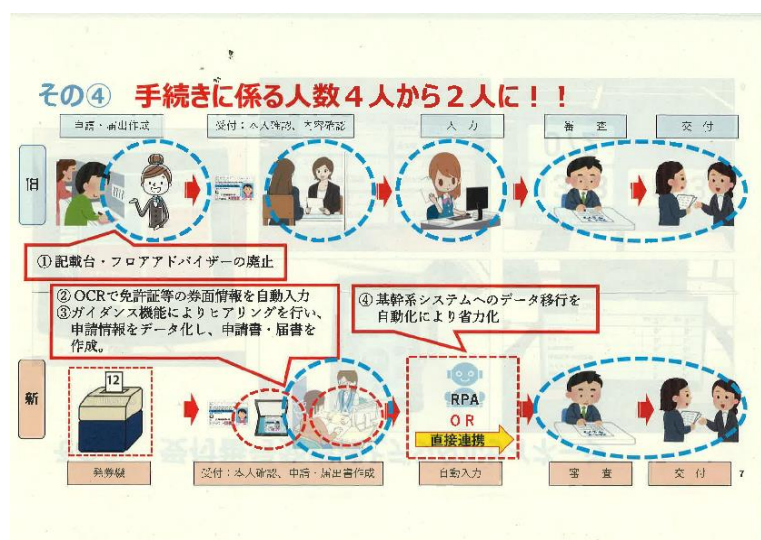 その④ 手続きに係る人数４人から２人に！！
申請・届出作成
受付：本人確認、内容確認
入 力
審 査
交 付
旧
①記載台・フロアアドバイザーの廃止
②OCRで免許証等の券面情報を自動入力
③ガイダンス機能によりヒアリングを行い、
申請情報をデータ化し、申請書・届書を
作成。
④基幹系システムへのデータ移行を
自動化により省力化
新
12
RPA
OR
直接連携
発券機
受付：本人確認、申請・届出書作成
自動入力
審 査
交 付
7